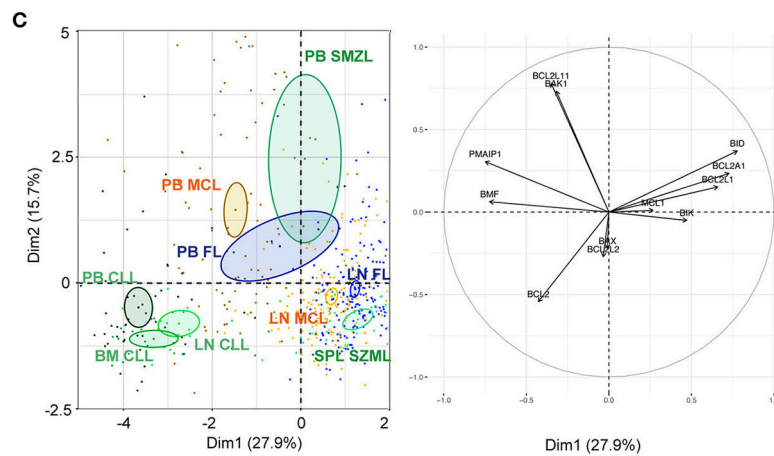 C
5
PB SMZL
2.5
PB MCL
PB FL
Dim2 (15.7%)
0
PB CLL
LN FL
LN MCL
LN CLL
BM CLL
SPL SZML
-2.5
-4
-2
0
2
Dim1 (27.9%)
1.0
BCL2L11
BAK1
0.5
BID
PMAIP1
BCL2A1
BCL2L1
BMF
MCL1
0.0
BIK
BAX
BCL2L2
BCL2
-0.5
-1.0
-1.0
-0.5
0.0
0.5
1.0
Dim1 (27.9%)